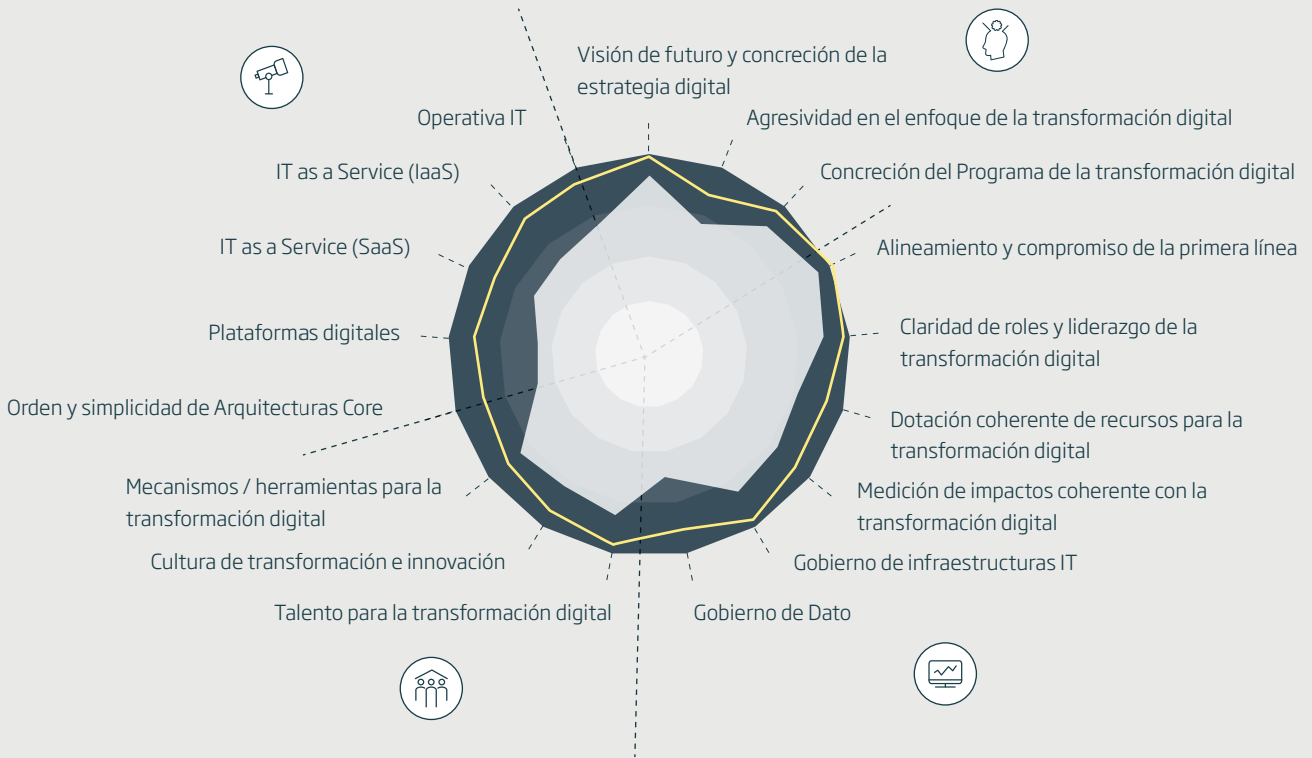 Visión de futuro y concreción de la
estrategia digital
Agresividad en el enfoque de la transformación digital
Concreción del Programa de la transformación digital
Alineamiento y compromiso de la primera línea
Claridad de roles y liderazgo de la
transformación digital
Dotación coherente de recursos para la
transformación digital
Medición de impactos coherente con la
transformación digital
Gobierno de infraestructuras IT
Gobierno de Dato
Talento para la transformación digital
Cultura de transformación e innovación
Mecanismos / herramientas para la
transformación digital
Orden y simplicidad de Arquitecturas Core
Plataformas digitales
IT as a Service (SaaS)
IT as a Service (IaaS)
Operativa IT